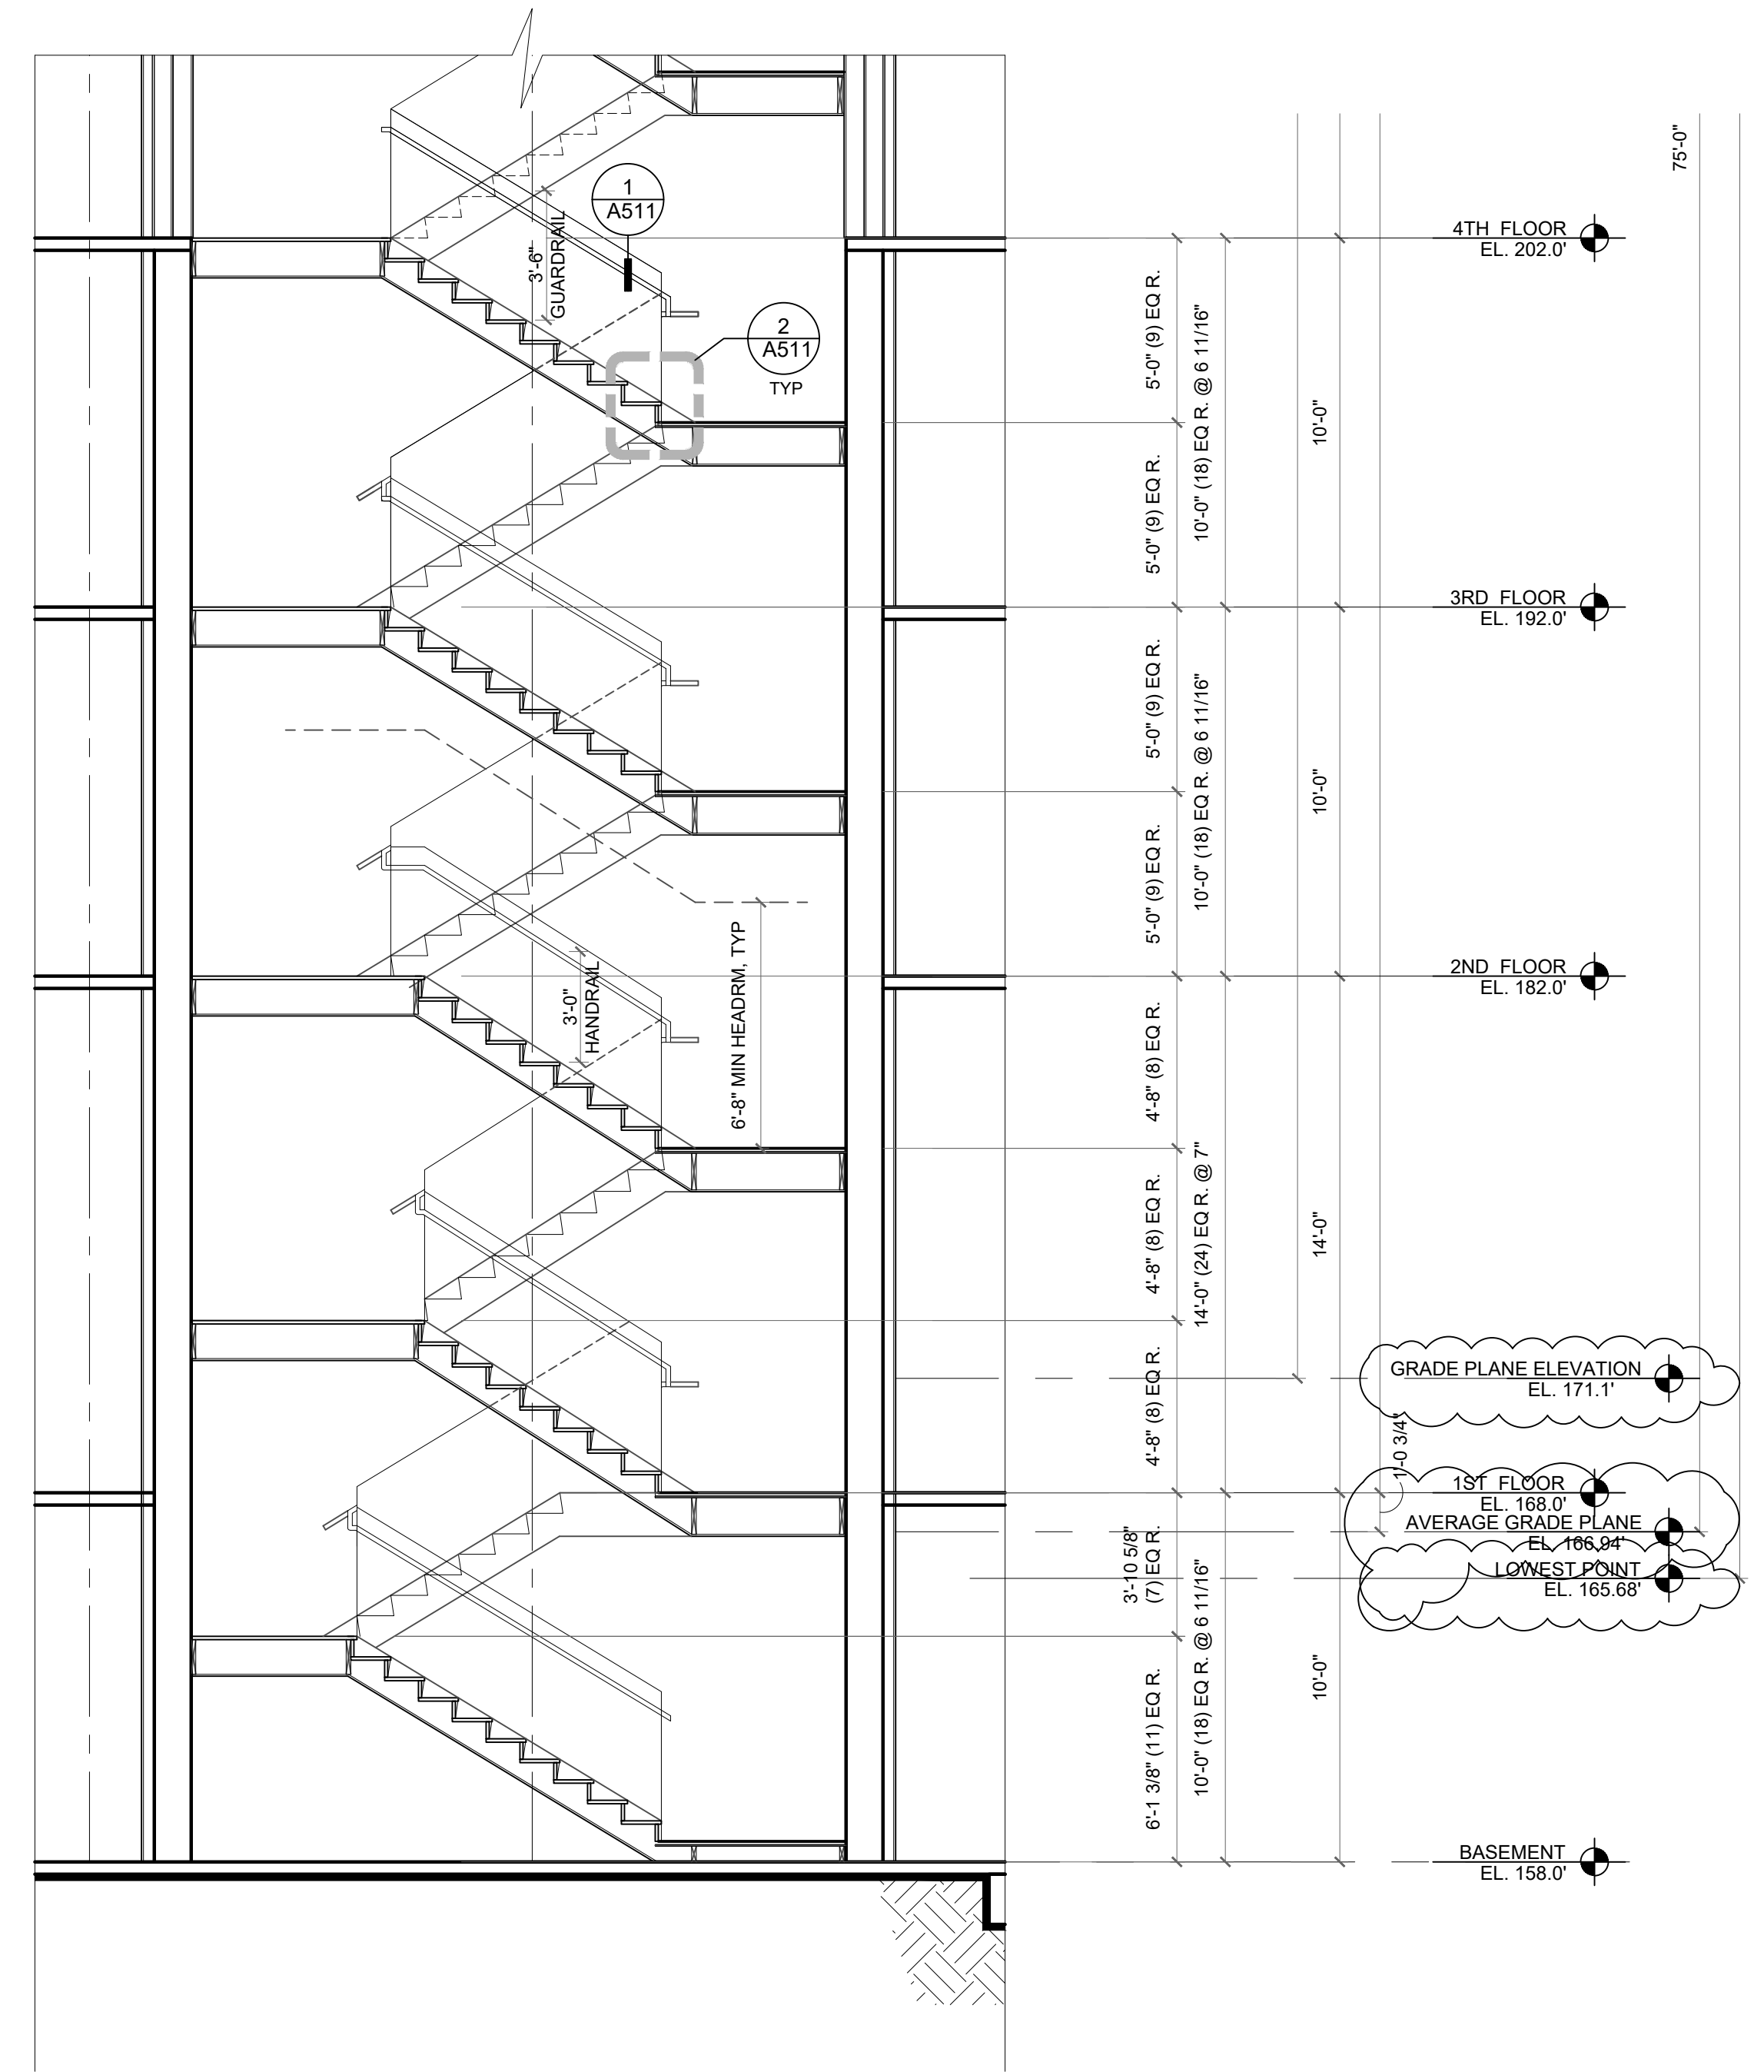 75'-0"
1
A511
3'-6"
GUARDRAIL
2
A511
TYP
4TH FLOOR
EL. 202.0'
5'-0" (9) EQ R.
10'-0" (18) EQ R. @ 6 11/16"
10'-0"
5'-0" (9) EQ R.
3RD FLOOR
EL. 192.0'
5'-0" (9) EQ R.
10'-0" (18) EQ R. @ 6 11/16"
10'-0"
5'-0" (9) EQ R.
6'-8" MIN HEADRM, TYP
3'-0"
HANDRAIL
2ND FLOOR
EL. 182.0'
4'-8" (8) EQ R.
14'-0" (24) EQ R. @ 7"
14'-0"
4'-8" (8) EQ R.
4'-8" (8) EQ R.
GRADE PLANE ELEVATION
EL. 171.1'
1'-0 3/4"
1ST FLOOR
EL. 168.0'
AVERAGE GRADE PLANE
EL 166.94'
LOWEST POINT
EL. 165.68'
3'-10 5/8"
(7) EQ R.
10'-0" (18) EQ R. @ 6 11/16"
10'-0"
6'-1 3/8" (11) EQ R.
BASEMENT
EL. 158.0'